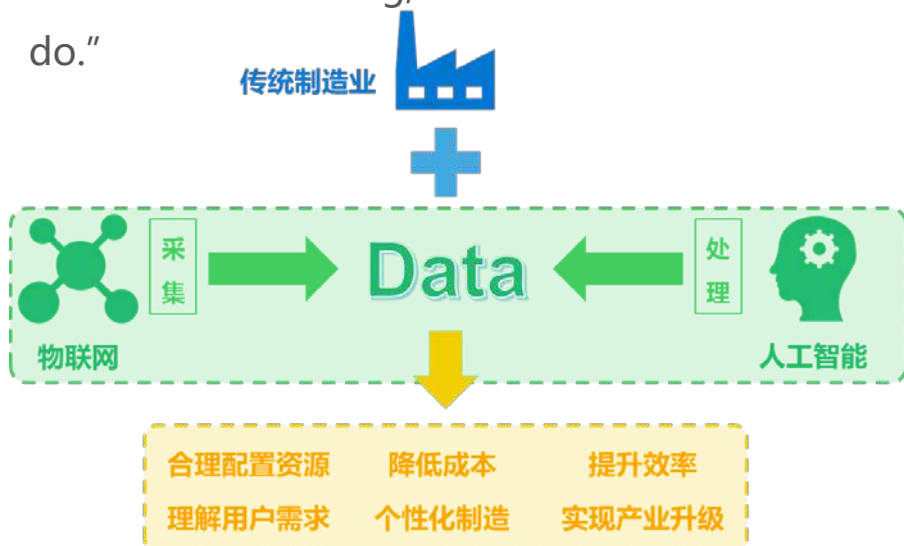 do.”
传统制造业
采集
Data
处理
物联网
人工智能
合理配置资源 降低成本 提升效率
理解用户需求 个性化制造 实现产业升级